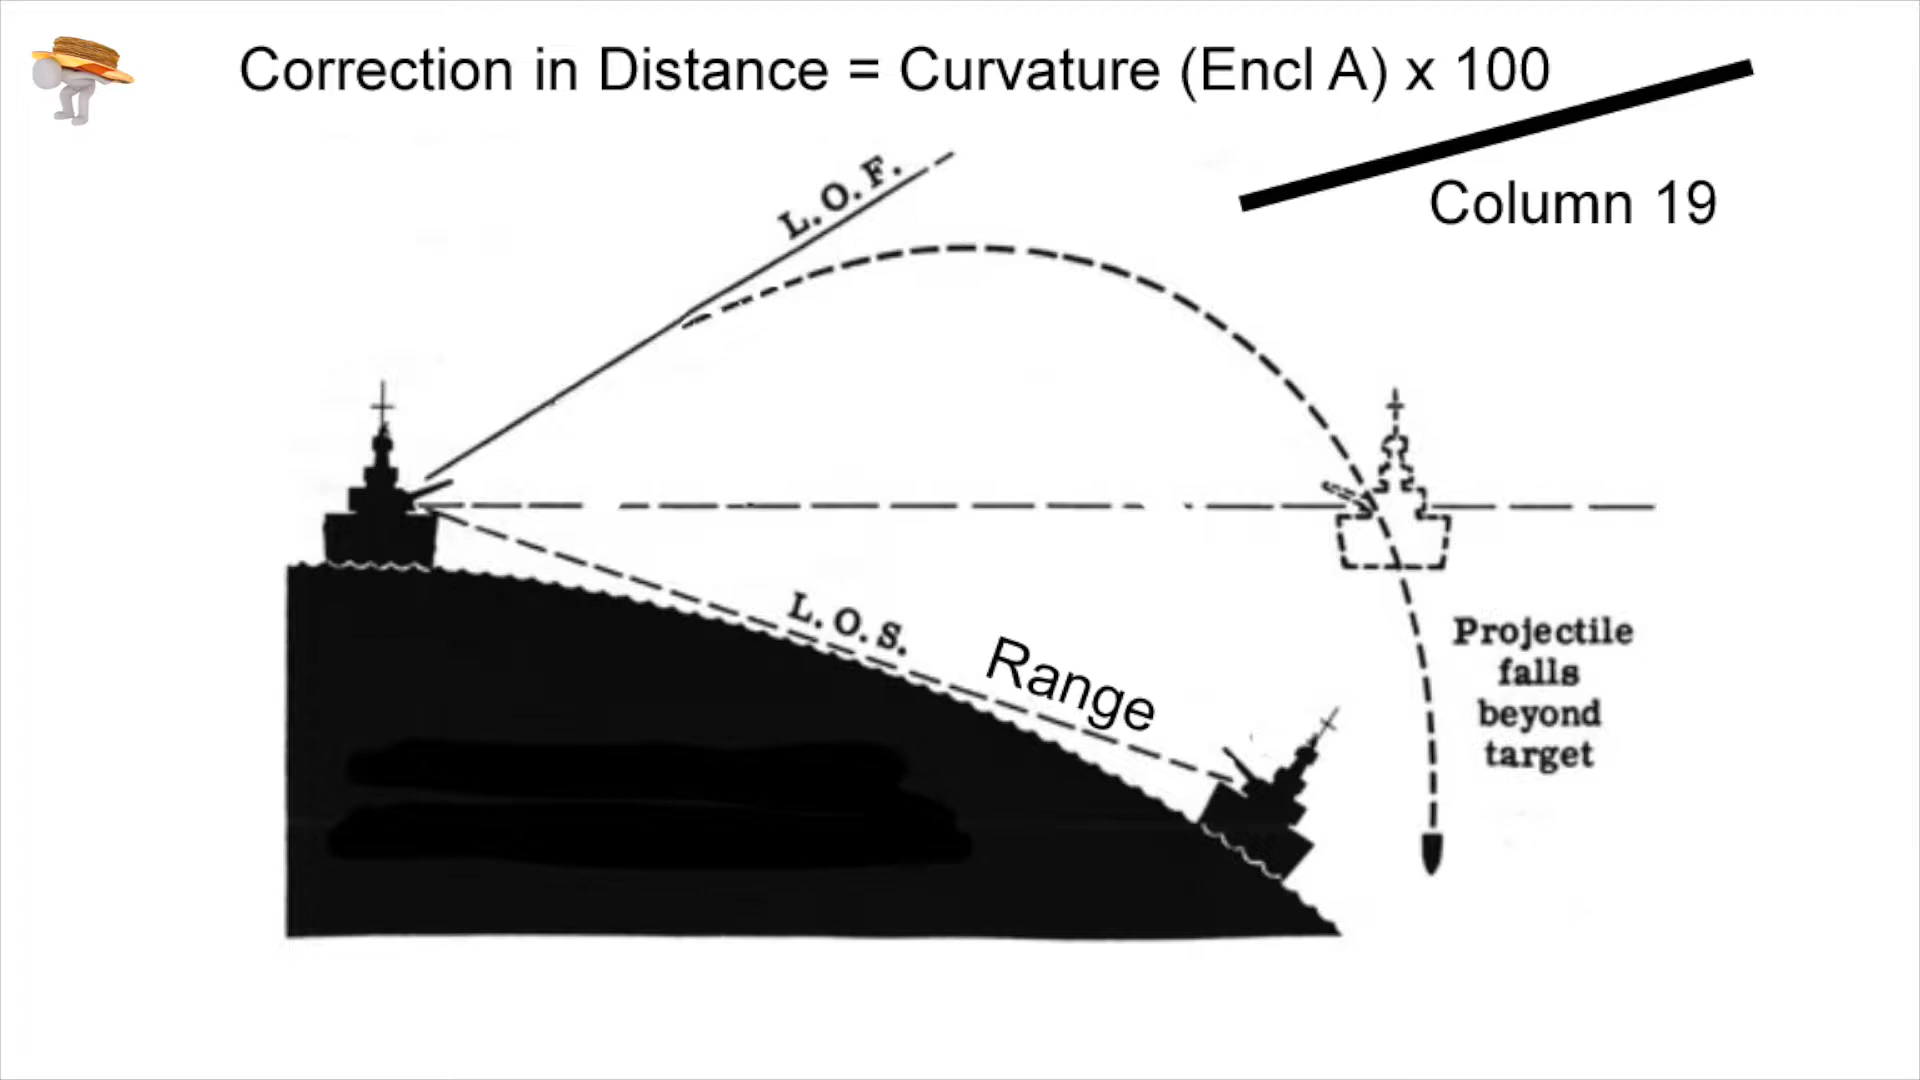 Correction in Distance = Curvature (Encl A) x 100
Column 19
L. O. F.
L. O. S.
Range
Projectile
falls
beyond
target